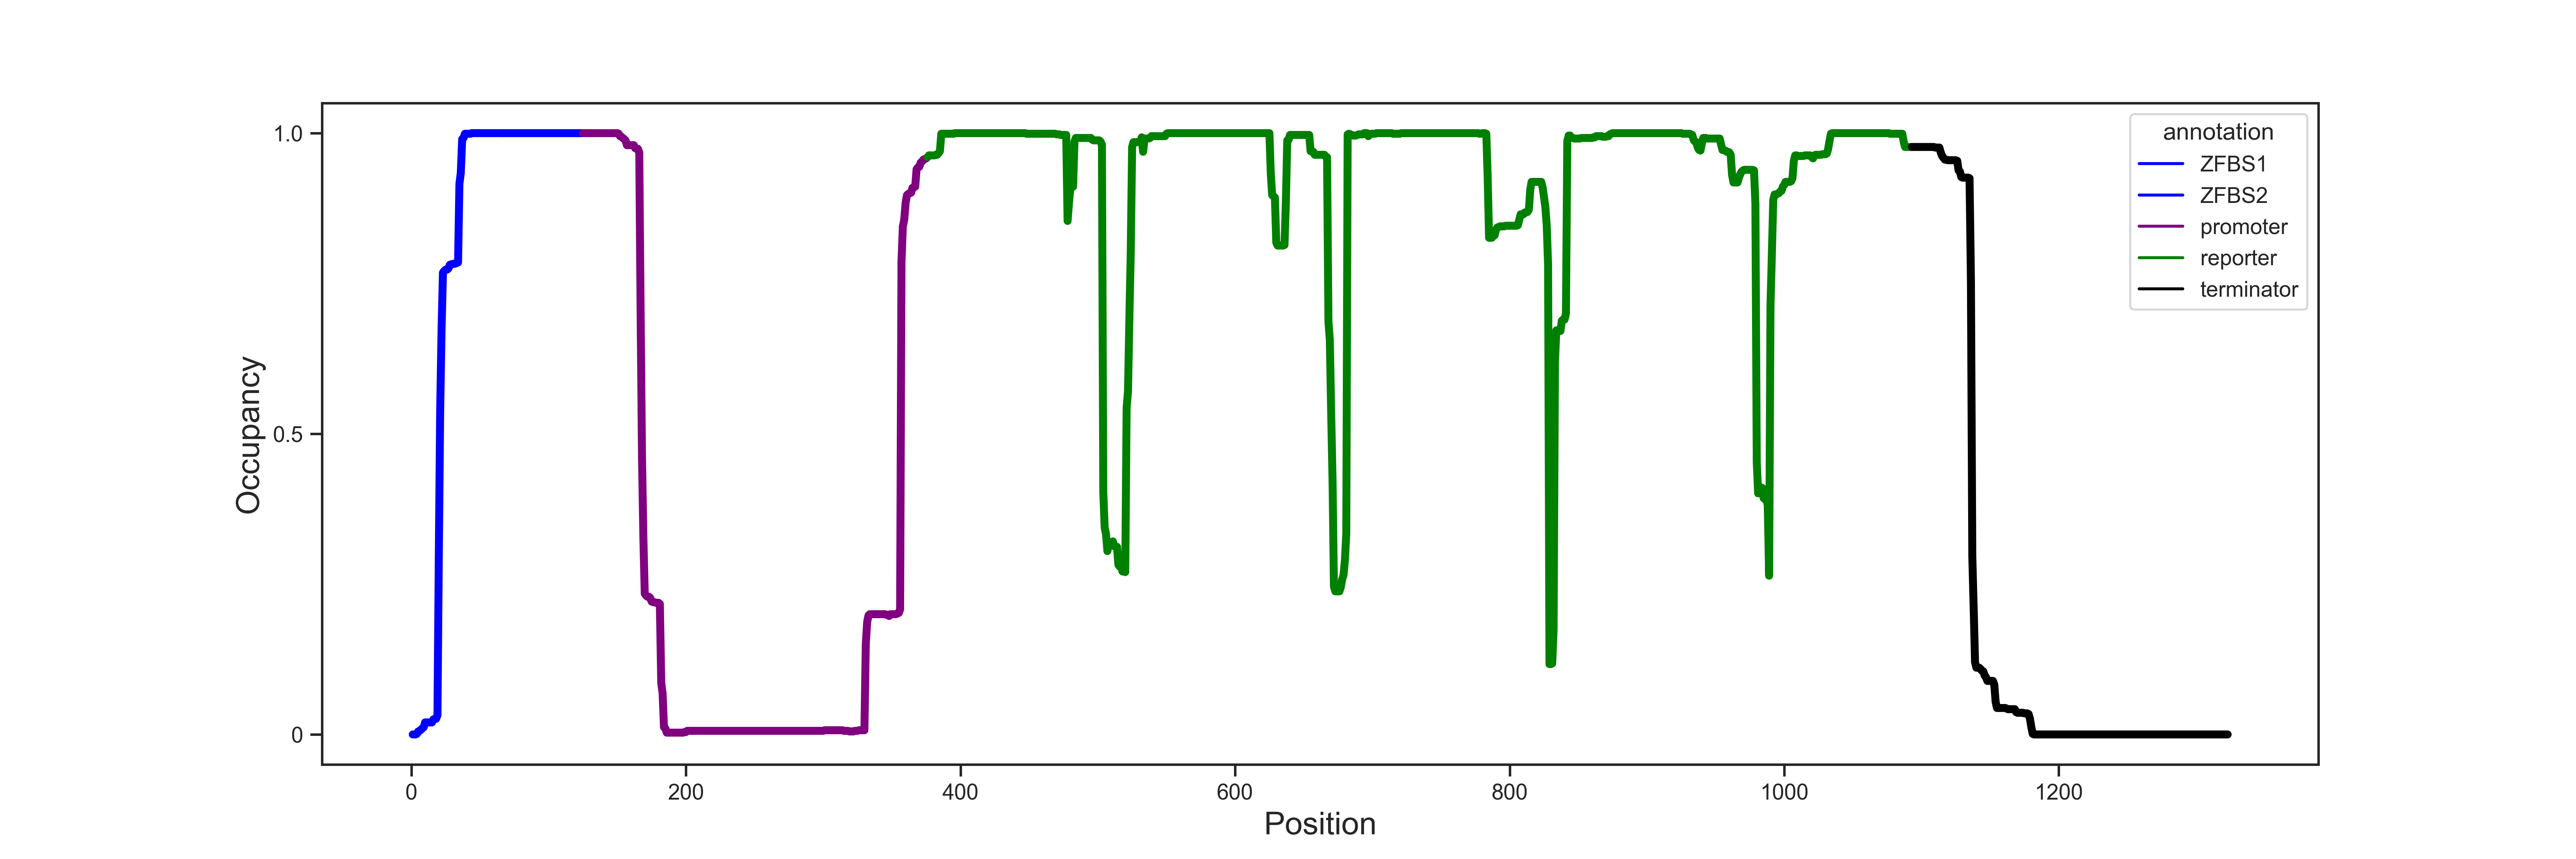 annotation
ZFBS1
ZFBS2
promoter
reporter
terminator
Occupancy
1.0
0.5
0
0 200 400 600 800 1000 1200
Position